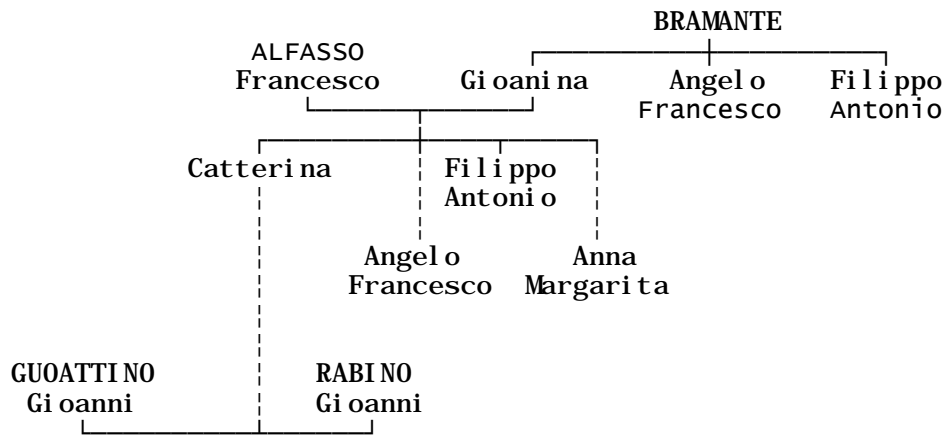 BRAMANTE
ALFASSO
Francesco Gioanina Angelo Filippo
Francesco Antonio
Catterina Filippo
Antonio
Angelo Anna
Francesco Margarita
GUOATTINO RABINO
Gioanni Gioanni